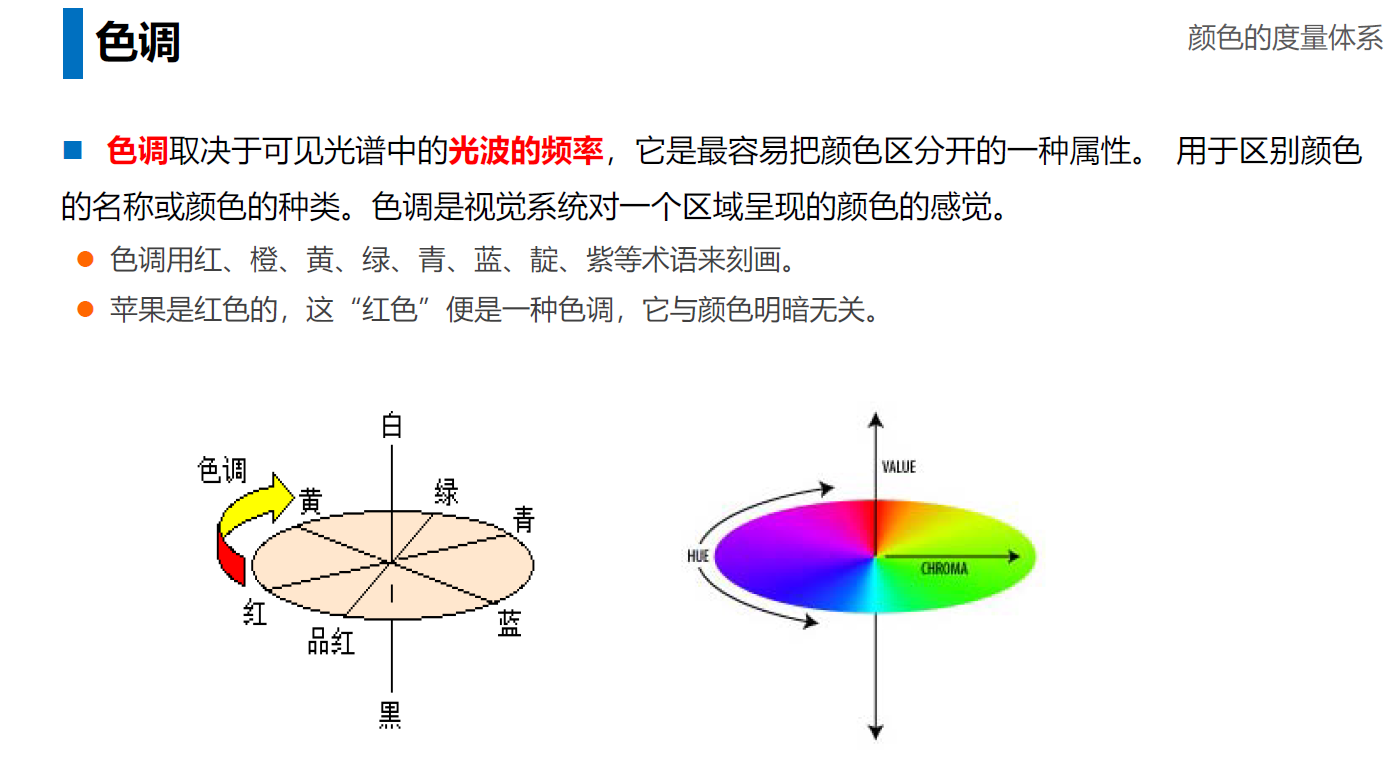 色调
颜色的度量体系
色调取决于可见光谱中的光波的频率，它是最容易把颜色区分开的一种属性。 用于区别颜色
的名称或颜色的种类。色调是视觉系统对一个区域呈现的颜色的感觉。
色调用红、橙、黄、绿、青、蓝、靛、紫等术语来刻画。
苹果是红色的，这“红色”便是一种色调，它与颜色明暗无关。
白
色调
黄
绿
青
红
品红
蓝
黑
VALUE
HUE
CHROMA